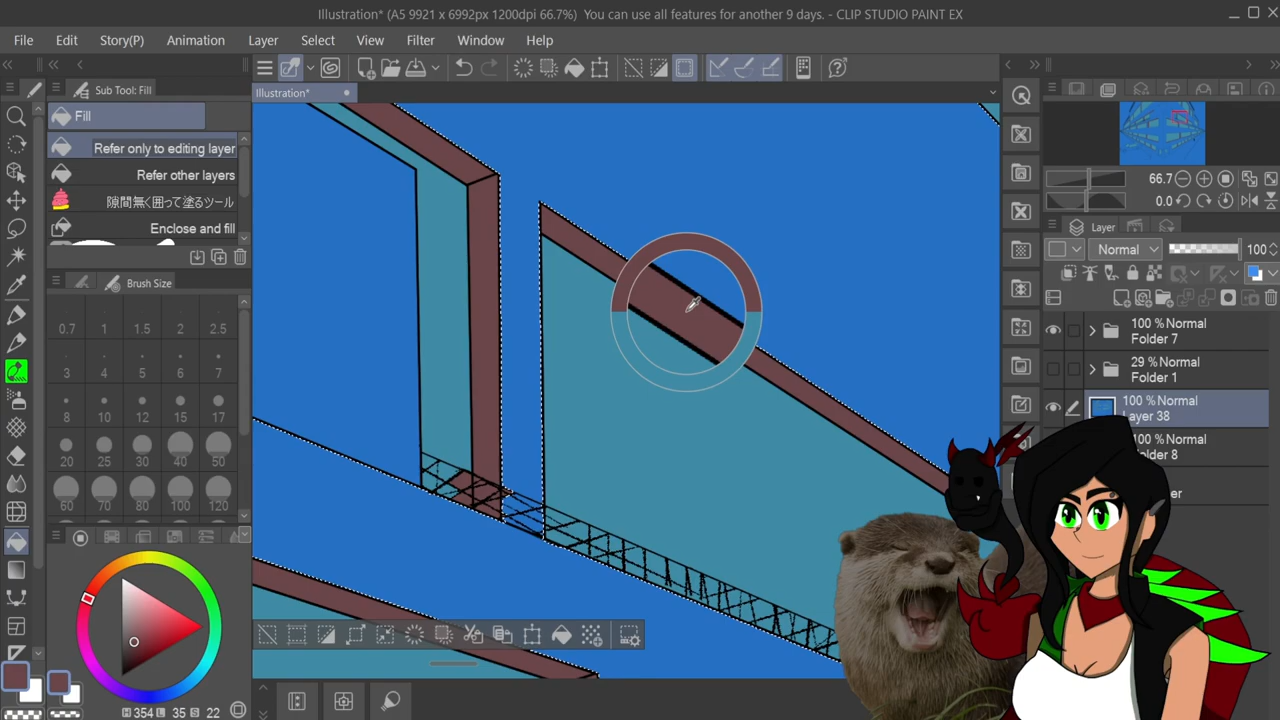 Illustration* (A5 9921 x 6992px 1200dpi 66.7%)  You can use all features for another 9 days. - CLIP STUDIO PAINT EX
File Edit Story(P) Animation Layer Select View Filter Window Help
Sub Tool: Fill
Illustration*
Fill
Refer only to editing layer
Refer other layers
隙間無く囲って塗るツール
Enclose and fill
66.7
0.0
Layer
Normal 100
Brush Size
0.7 1 1.5 2 2.5
3 4 5 6 7
8 10 12 15 17
20 25 30 40 50
60 70 80 100 120
100 % Normal
Folder 7
29 % Normal
Folder 1
100 % Normal
Layer 38
100 % Normal
Folder 8
H 354 L 35 S 22